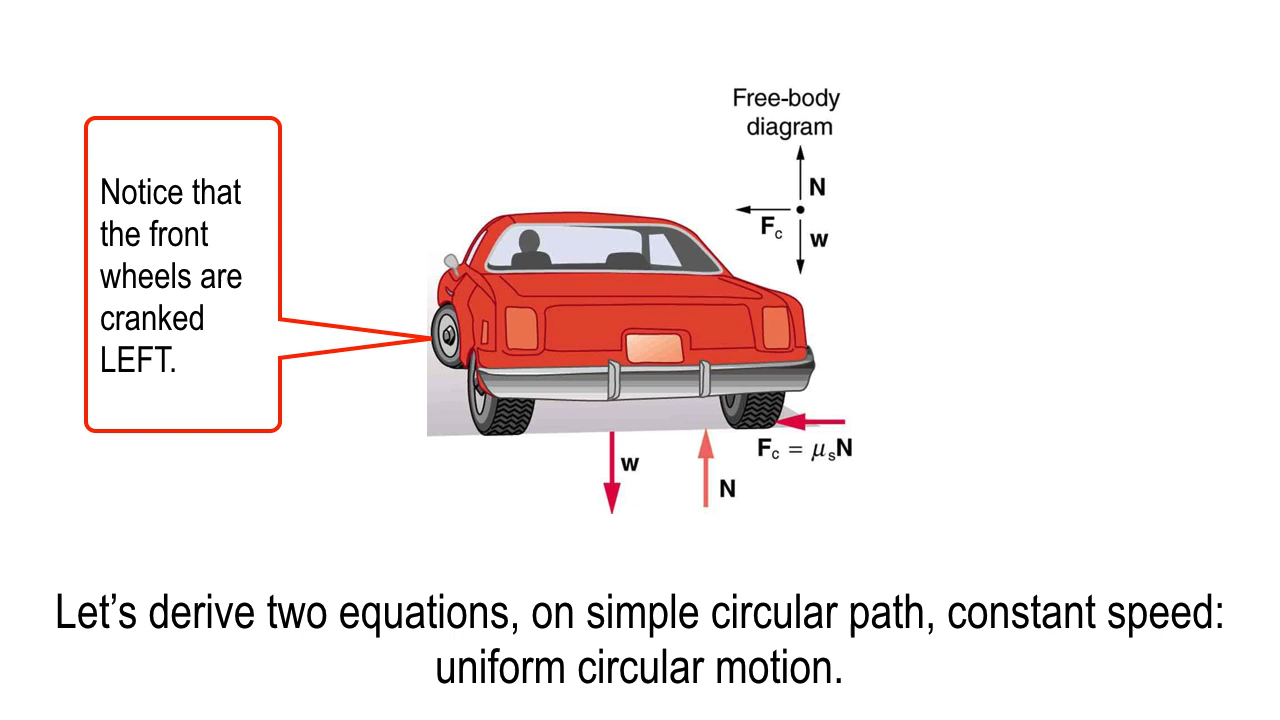 Free-body
diagram
N
Fc
w
Notice that
the front
wheels are
cranked
LEFT.
Fc = μsN
w
N
Let’s derive two equations, on simple circular path, constant speed:
uniform circular motion.